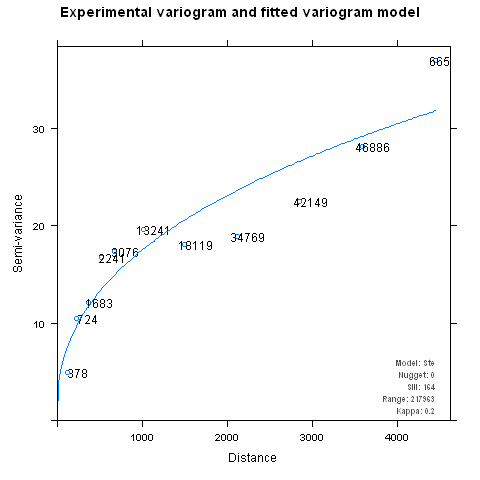 Experimental variogram and fitted variogram model
665
30
46886
Semi-variance
42149
20
13241
34769
18119
3076
2241
1683
10
724
378
Model: Ste
Nugget: 0
Sill: 164
Range: 217963
Kappa: 0.2
1000
2000
3000
4000
Distance